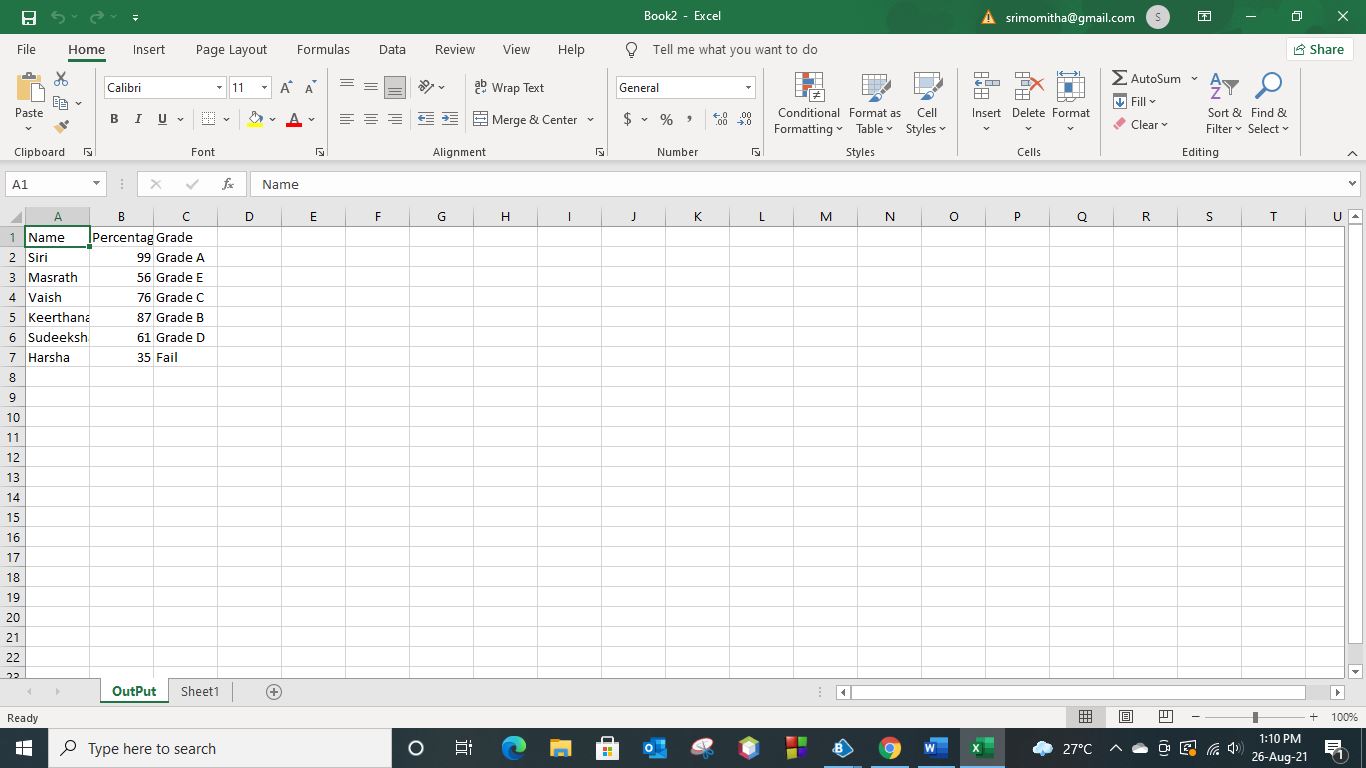 Book2 - Excel
srimomitha@gmail.com
S
File Home Insert Page Layout Formulas Data Review View Help Tell me what you want to do Share
Paste
Calibri 11
B I U A
Wrap Text
Merge & Center
General
$ % ,
Conditional Formatting
Format as Table
Cell Styles
Insert Delete Format
AutoSum
Fill
Clear
Sort & Filter
Find & Select
Clipboard Font Alignment Number Styles Cells Editing
A1 fx Name
A B C D E F G H I J K L M N O P Q R S T U
1 Name Percentag Grade
2 Siri 99 Grade A
3 Masrath 56 Grade E
4 Vaish 76 Grade C
5 Keerthana 87 Grade B
6 Sudeeksh 61 Grade D
7 Harsha 35 Fail
8
9
10
11
12
13
14
15
16
17
18
19
20
21
22
23
OutPut Sheet1
Ready 100%
Type here to search
27°C
1:10 PM
26-Aug-21
1